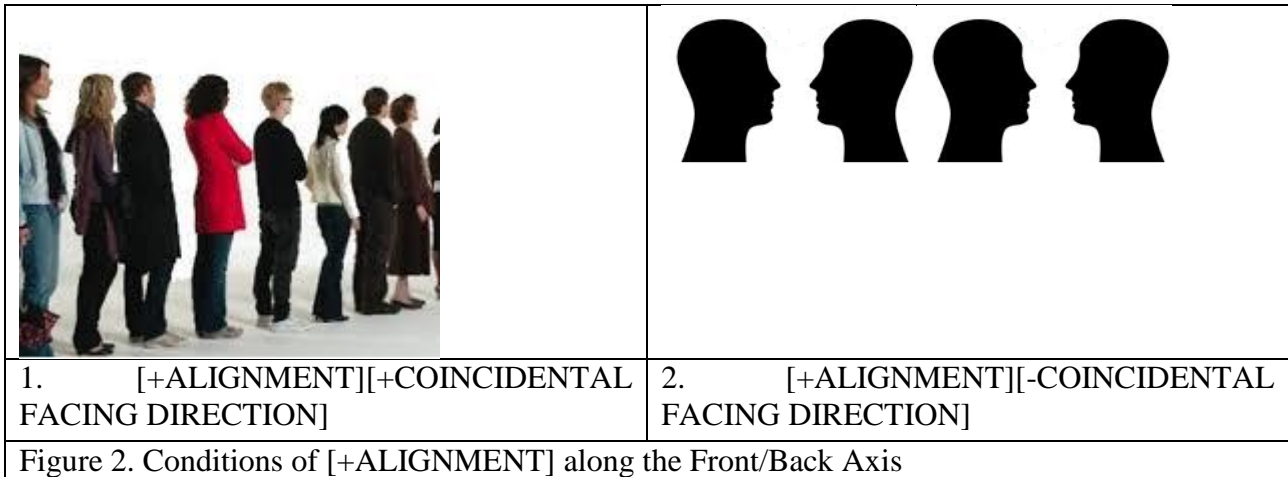 1. [+ALIGNMENT][+COINCIDENTAL
FACING DIRECTION]
2. [+ALIGNMENT][-COINCIDENTAL
FACING DIRECTION]
Figure 2. Conditions of [+ALIGNMENT] along the Front/Back Axis